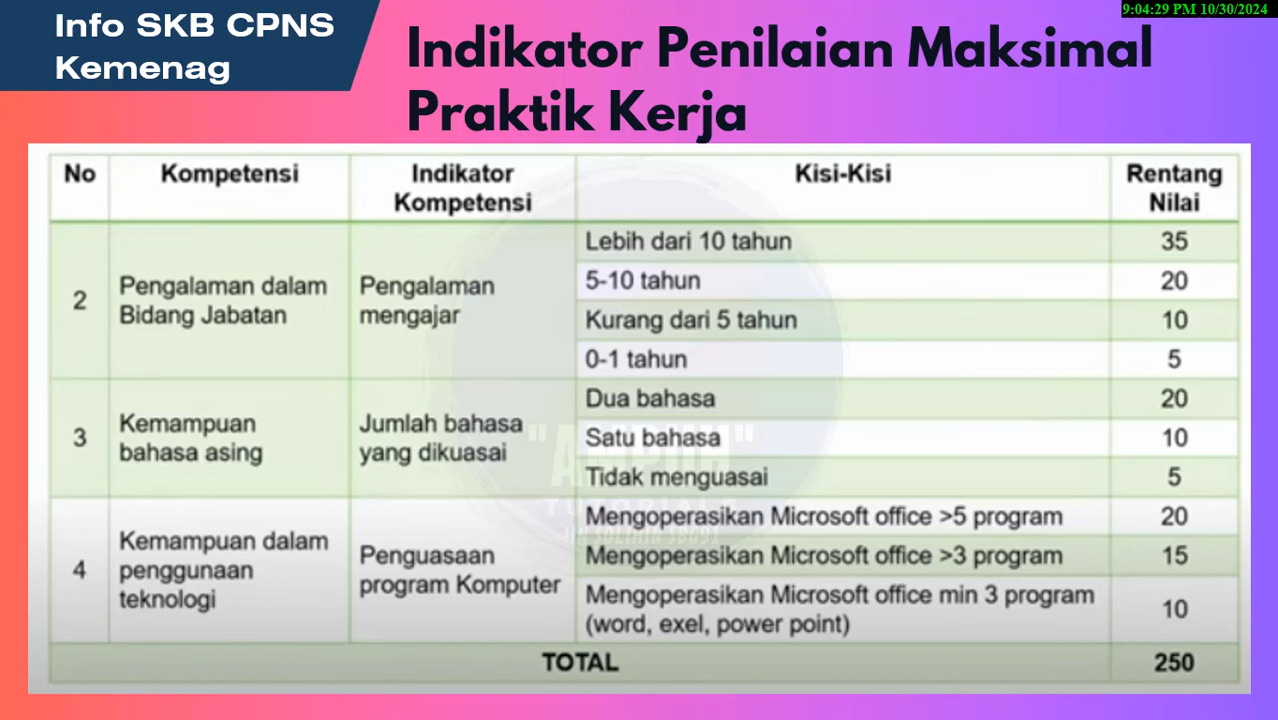 9:04:29 PM 10/30/2024
Info SKB CPNS
Kemenag
Indikator Penilaian Maksimal
Praktik Kerja
No Kompetensi Indikator Kompetensi Kisi-Kisi Rentang Nilai
2 Pengalaman dalam Bidang Jabatan Pengalaman mengajar
Lebih dari 10 tahun 35
5-10 tahun 20
Kurang dari 5 tahun 10
0-1 tahun 5
3 Kemampuan bahasa asing Jumlah bahasa yang dikuasai
Dua bahasa 20
Satu bahasa 10
Tidak menguasai 5
4 Kemampuan dalam penggunaan teknologi Penguasaan program Komputer
Mengoperasikan Microsoft office >5 program 20
Mengoperasikan Microsoft office >3 program 15
Mengoperasikan Microsoft office min 3 program
(word, exel, power point) 10
TOTAL 250
"AMPUH"
TUTORIALS